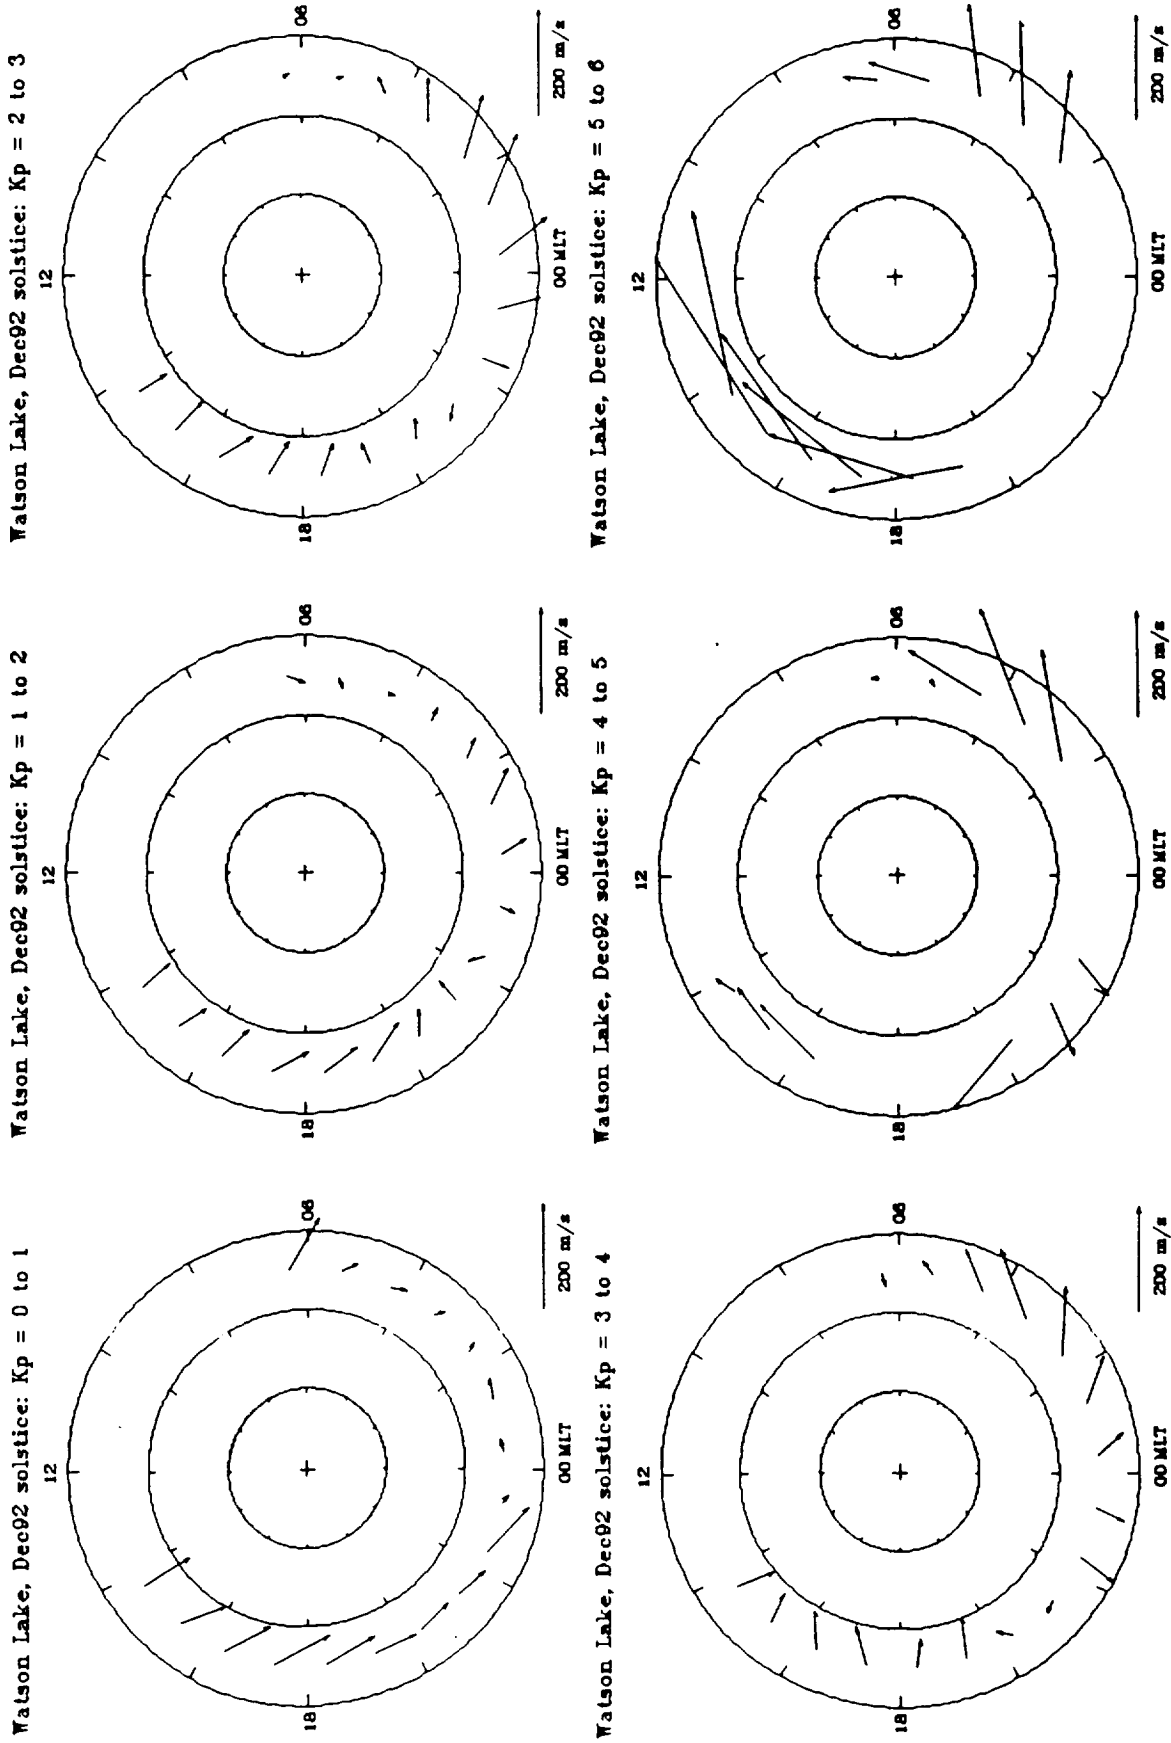 Watson Lake, Dec92 solstice: Kp = 0 to 1
12
18
06
00 MLT
200 m/s
Watson Lake, Dec92 solstice: Kp = 1 to 2
12
18
06
00 MLT
200 m/s
Watson Lake, Dec92 solstice: Kp = 2 to 3
12
18
06
00 MLT
200 m/s
Watson Lake, Dec92 solstice: Kp = 3 to 4
12
18
06
00 MLT
200 m/s
Watson Lake, Dec92 solstice: Kp = 4 to 5
12
18
06
00 MLT
200 m/s
Watson Lake, Dec92 solstice: Kp = 5 to 6
12
18
06
00 MLT
200 m/s